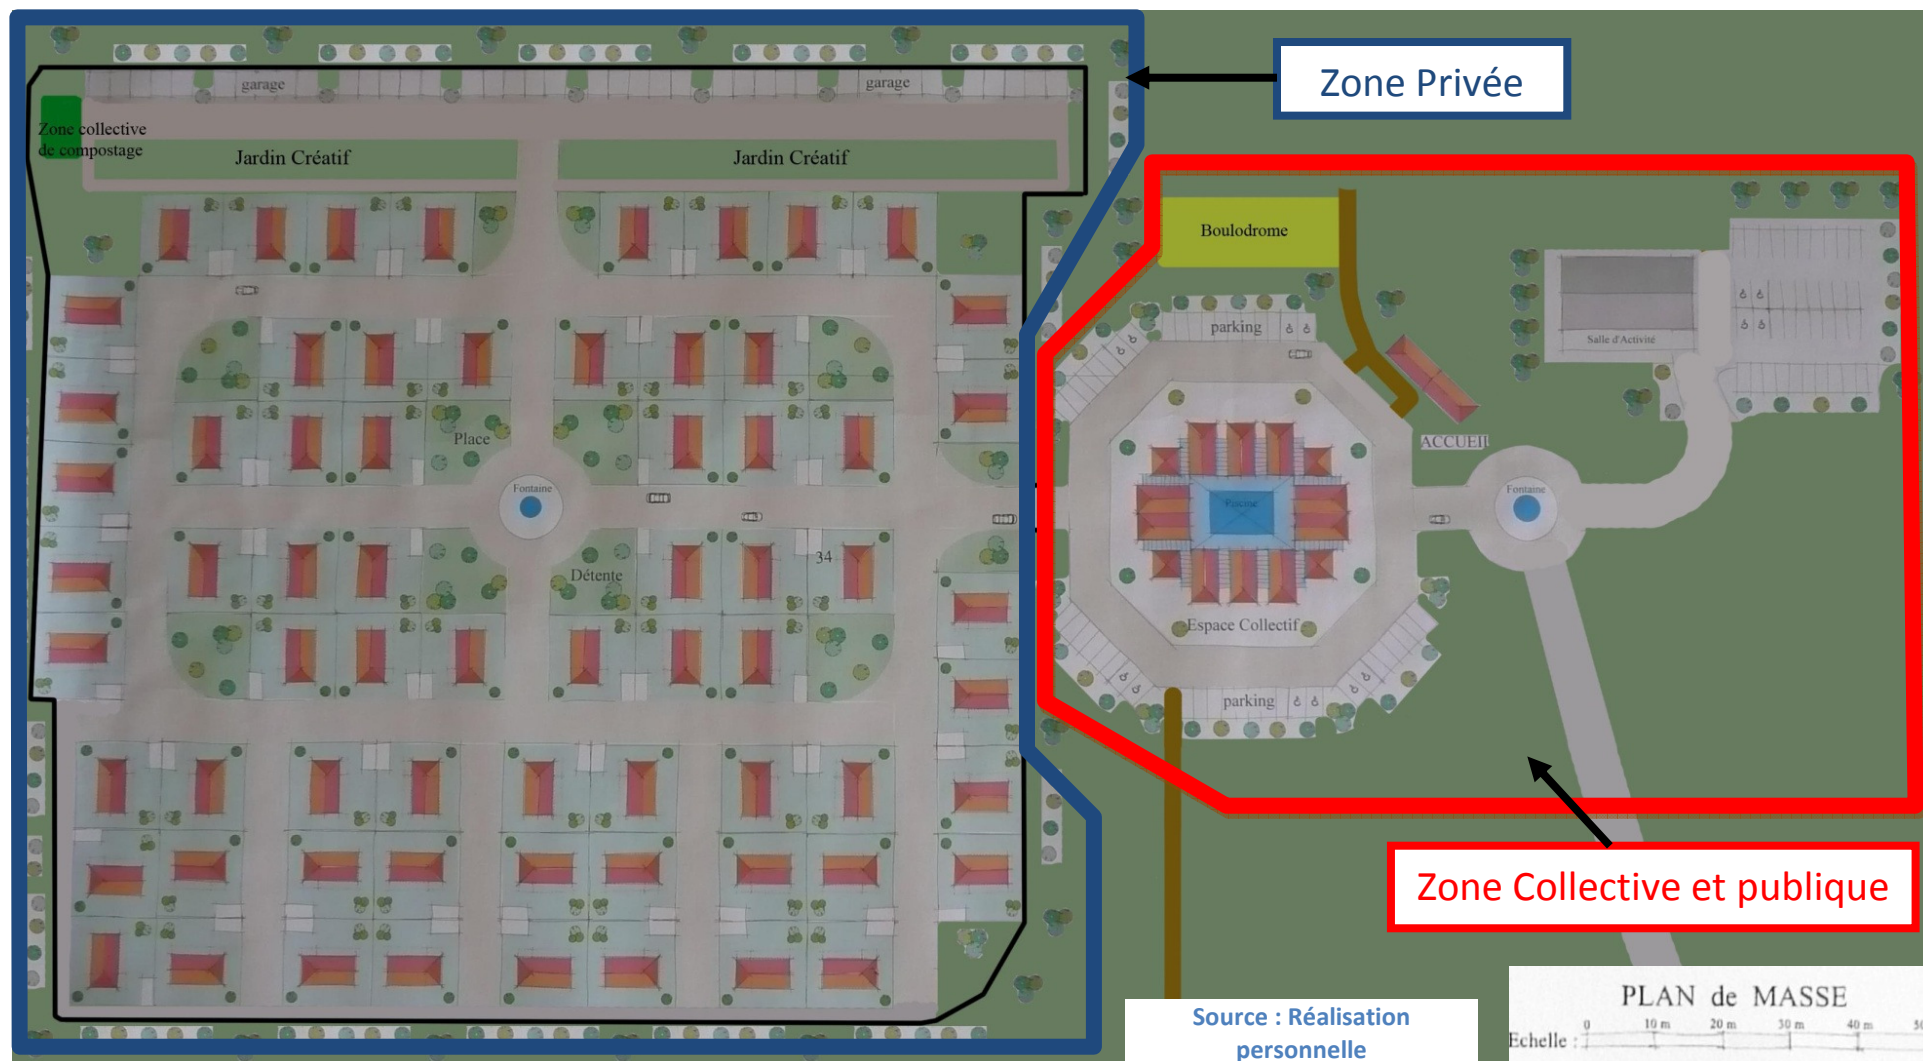 Zone Privée
garage
garage
Zone collective
de compostage
Jardin Créatif
Jardin Créatif
Boulodrome
parking
Salle d'Activité
Place
ACCUEIL
Fontaine
Piscine
Fontaine
34
Détente
Espace Collectif
parking
Zone Collective et publique
PLAN de MASSE
Echelle : 0 10 m 20 m 30 m 40 m
Source : Réalisation
personnelle